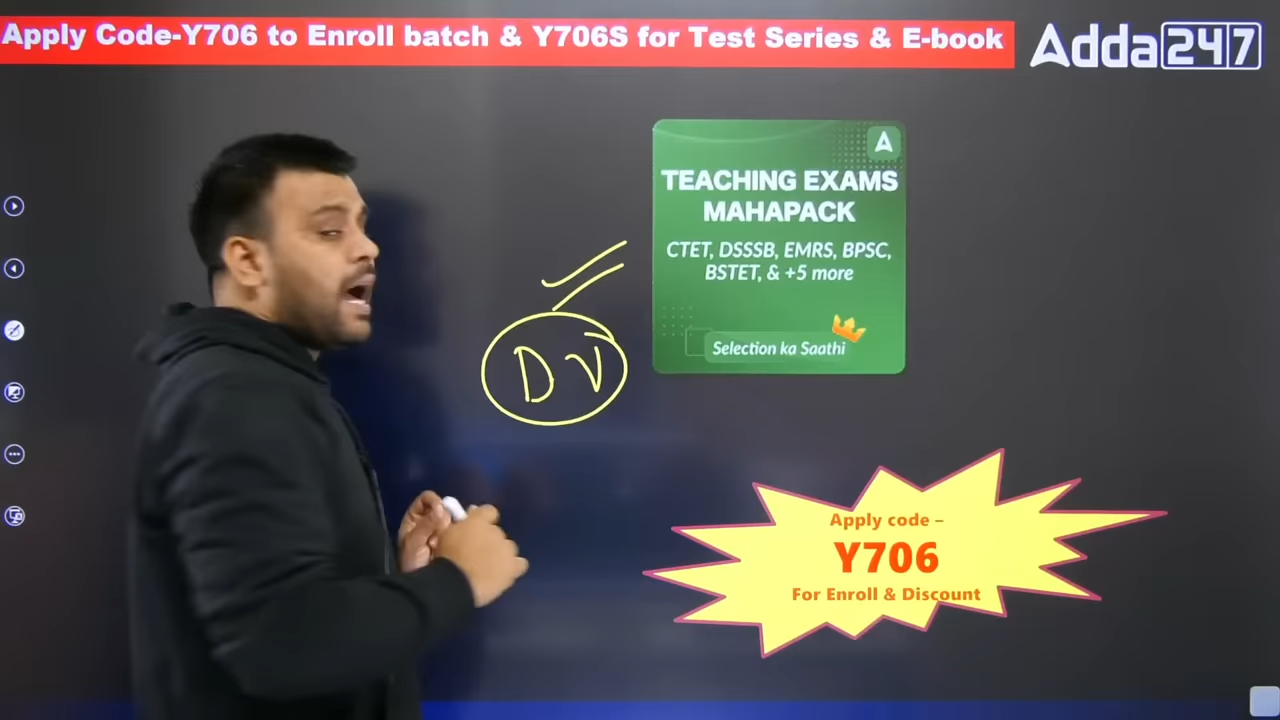 Apply Code-Y706 to Enroll batch & Y706S for Test Series & E-book
Adda247
A
TEACHING EXAMS
MAHAPACK
CTET, DSSSB, EMRS, BPSC,
BSTET, & +5 more
Selection ka Saathi
DV
Apply code –
Y706
For Enroll & Discount